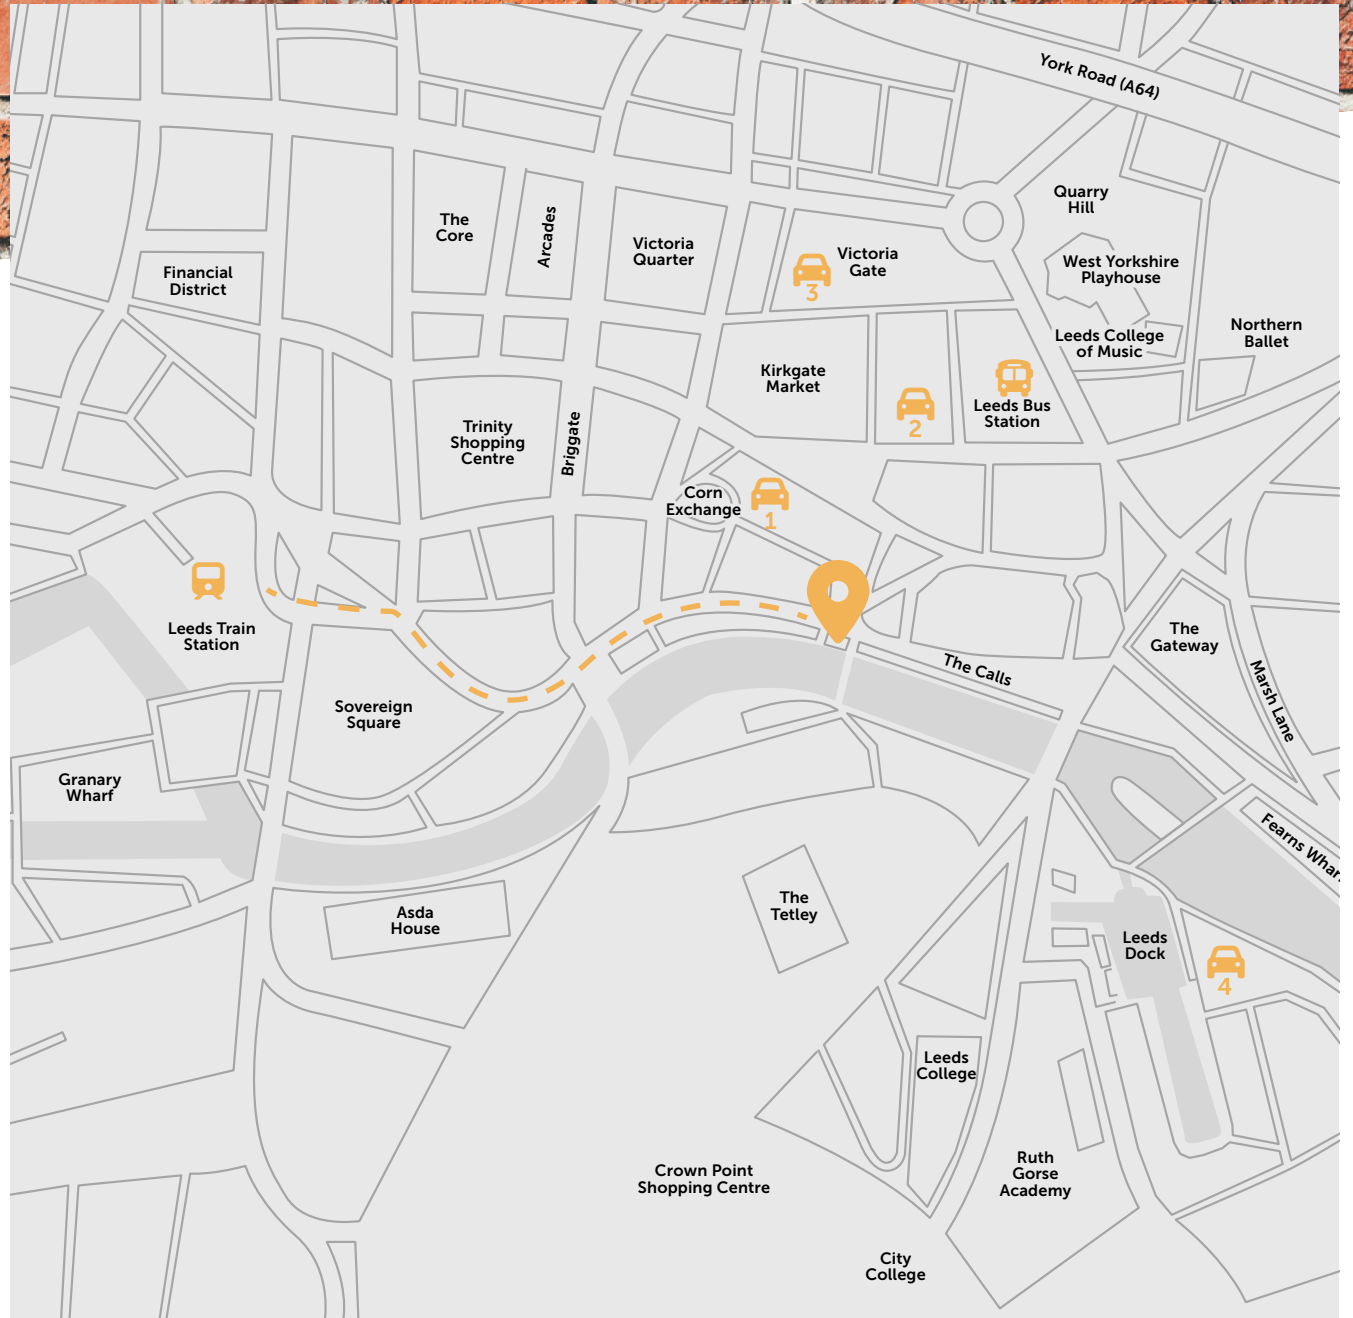 York Road (A64)
Quarry
Hill
The
Core
Arcades
Victoria
Quarter
Victoria
Gate
3
West Yorkshire
Playhouse
Financial
District
Leeds College
of Music
Northern
Ballet
Kirkgate
Market
2
Leeds Bus
Station
Trinity
Shopping
Centre
Briggate
Corn
Exchange
1
Leeds Train
Station
The
Gateway
The Calls
Marsh Lane
Sovereign
Square
Granary
Wharf
Fearns Whar
Asda
House
The
Tetley
Leeds
Dock
4
Leeds
College
Crown Point
Shopping Centre
Ruth
Gorse
Academy
City
College